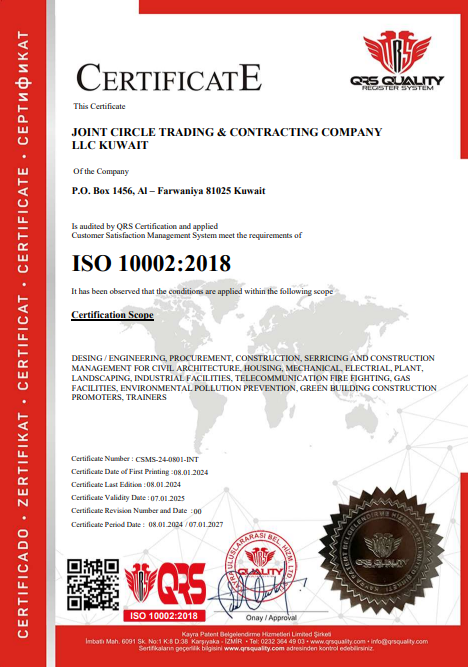 CERTIFICADO • ZERTIFIKAT • CERTIFICAT • CERTIFICATE • СЕРТИФИКАТ
CERTIFICATE
QRS QUALITY
REGISTER SYSTEM
This Certificate
JOINT CIRCLE TRADING & CONTRACTING COMPANY
LLC KUWAIT
Of the Company
P.O. Box 1456, Al – Farwaniya 81025 Kuwait
Is audited by QRS Certification and applied
Customer Satisfaction Management System meet the requirements of
ISO 10002:2018
It has been observed that the conditions are applied within the following scope
Certification Scope
DESING / ENGINEERING, PROCUREMENT, CONSTRUCTION, SERRICING AND CONSTRUCTION
MANAGEMENT FOR CIVIL ARCHITECTURE, HOUSING, MECHANICAL, ELECTRIAL, PLANT,
LANDSCAPING, INDUSTRIAL FACILITIES, TELECOMMUNICATION FIRE FIGHTING, GAS
FACILITIES, ENVIRONMENTAL POLLUTION PREVENTION, GREEN BUILDING CONSTRUCTION
PROMOTERS, TRAINERS
Certificate Number : CSMS-24-0801-INT
Certificate Date of First Printing :08.01.2024
Certificate Last Edition :08.01.2024
Certificate Validity Date :07.01.2025
Certificate Revision Number and Date :00
Certificate Period Date : 08.01.2024 / 07.01.2027
QRS
ISO 10002:2018
QUALITY
Onay / Approval
QRS QUALITY
Kayra Patent Belgelendirme Hizmetleri Limited Şirketi
İmbatlı Mah. 6091 Sk. No:1 K:8 D:38 Karşıyaka - İZMİR • Tel: 0232 364 49 03 • www.qrsquality.com • info@qrsquality.com
Sertifikaların geçerlilik bilgisini www.qrsquality.com adresinden kontrol edebilirsiniz.